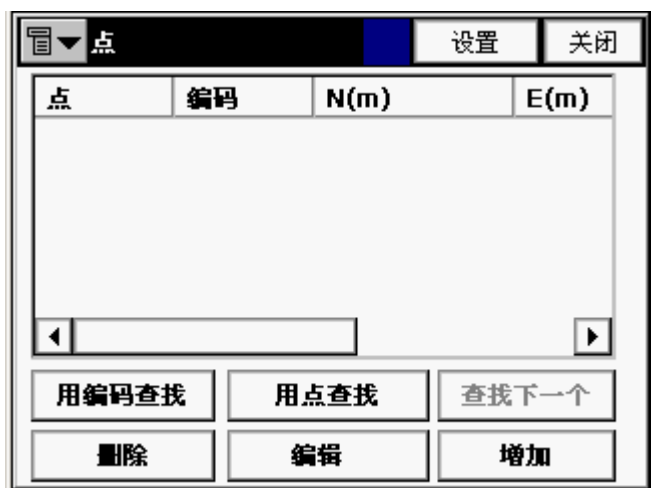 点 设置 关闭
点 编码 N(m) E(m)
用编码查找 用点查找 查找下一个
删除 编辑 增加